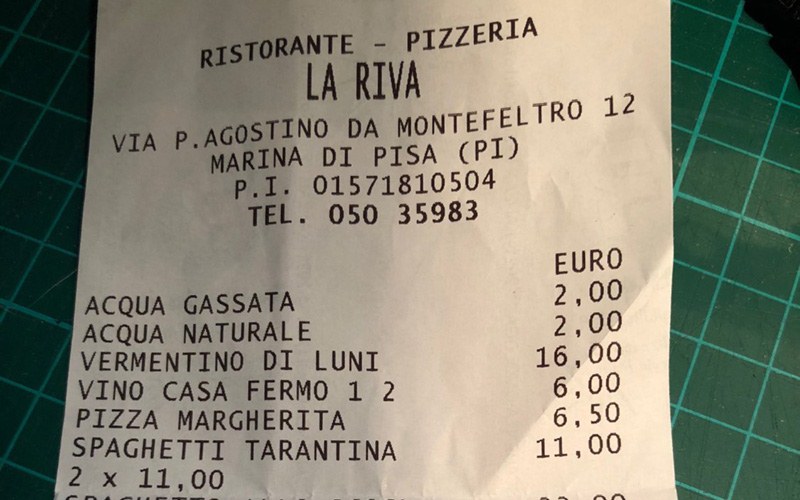 RISTORANTE - PIZZERIA
LA RIVA
VIA P.AGOSTINO DA MONTEFELTRO 12
MARINA DI PISA (PI)
P.I. 01571810504
TEL. 050 35983
EURO
ACQUA GASSATA 2,00
ACQUA NATURALE 2,00
VERMENTINO DI LUNI 16,00
VINO CASA FERMO 1 2 6,00
PIZZA MARGHERITA 6,50
SPAGHETTI TARANTINA 11,00
2 x 11,00